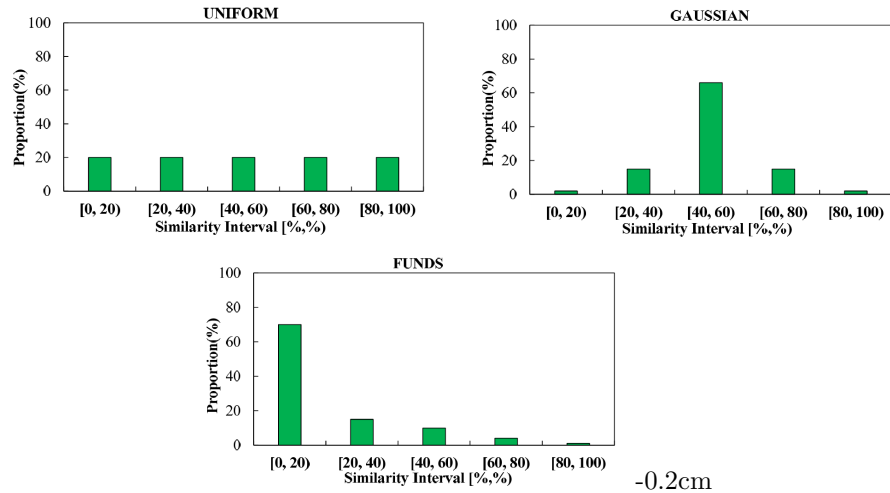 UNIFORM
100
80
60
40
20
0
Proportion(%)
[0, 20) [20, 40) [40, 60) [60, 80) [80, 100)
Similarity Interval [%,%)
GAUSSIAN
100
80
60
40
20
0
Proportion(%)
[0, 20) [20, 40) [40, 60) [60, 80) [80, 100)
Similarity Interval [%,%)
FUNDS
100
80
60
40
20
0
Proportion(%)
[0, 20) [20, 40) [40, 60) [60, 80) [80, 100)
Similarity Interval [%,%)
-0.2cm